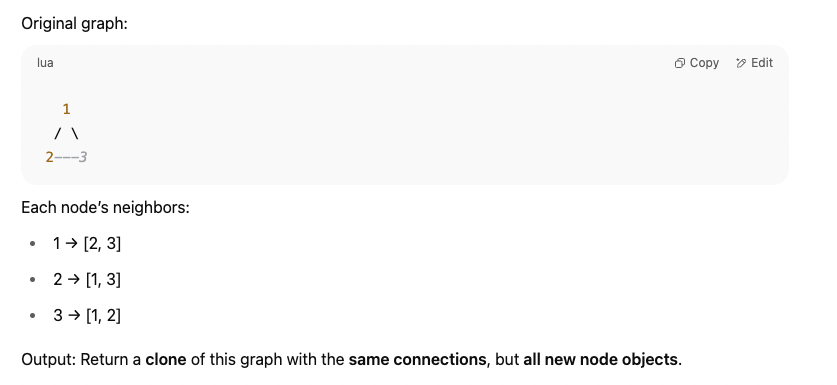 Original graph:
lua Copy Edit
1
/ \
2---3
Each node's neighbors:
• 1 → [2, 3]
• 2 → [1, 3]
• 3 → [1, 2]
Output: Return a clone of this graph with the same connections, but all new node objects.